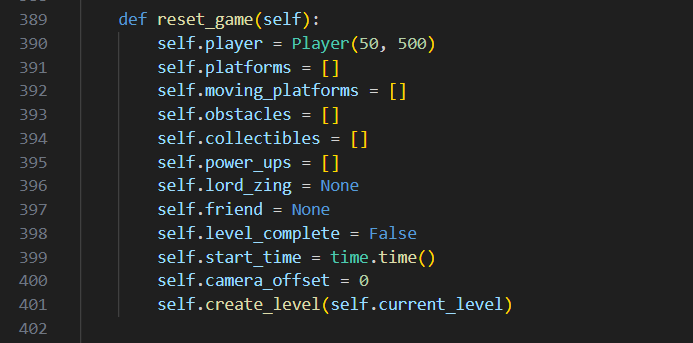 389 def reset_game(self):
390 self.player = Player(50, 500)
391 self.platforms = []
392 self.moving_platforms = []
393 self.obstacles = []
394 self.collectibles = []
395 self.power_ups = []
396 self.lord_zing = None
397 self.friend = None
398 self.level_complete = False
399 self.start_time = time.time()
400 self.camera_offset = 0
401 self.create_level(self.current_level)
402